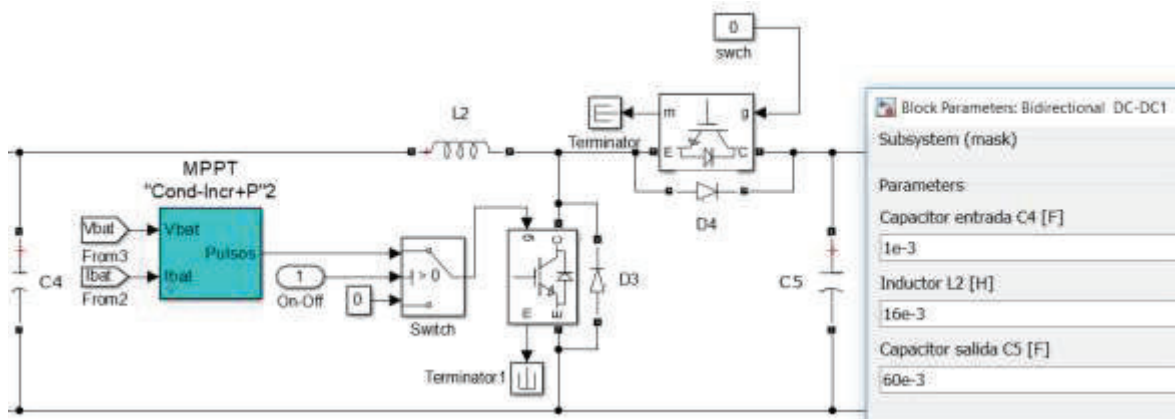 0
swch
L2
m
g
Terminator
E
C
MPPT
"Cond-Incr+P"2
D4
Vbat
From3
Vbat
Pulsos
g
C
C4
Ibat
From2
Ibat
1
On-Off
> 0
0
Switch
D3
C5
m
E
Terminator1
Block Parameters: Bidirectional DC-DC1
Subsystem (mask)
Parameters
Capacitor entrada C4 [F]
1e-3
Inductor L2 [H]
16e-3
Capacitor salida C5 [F]
60e-3